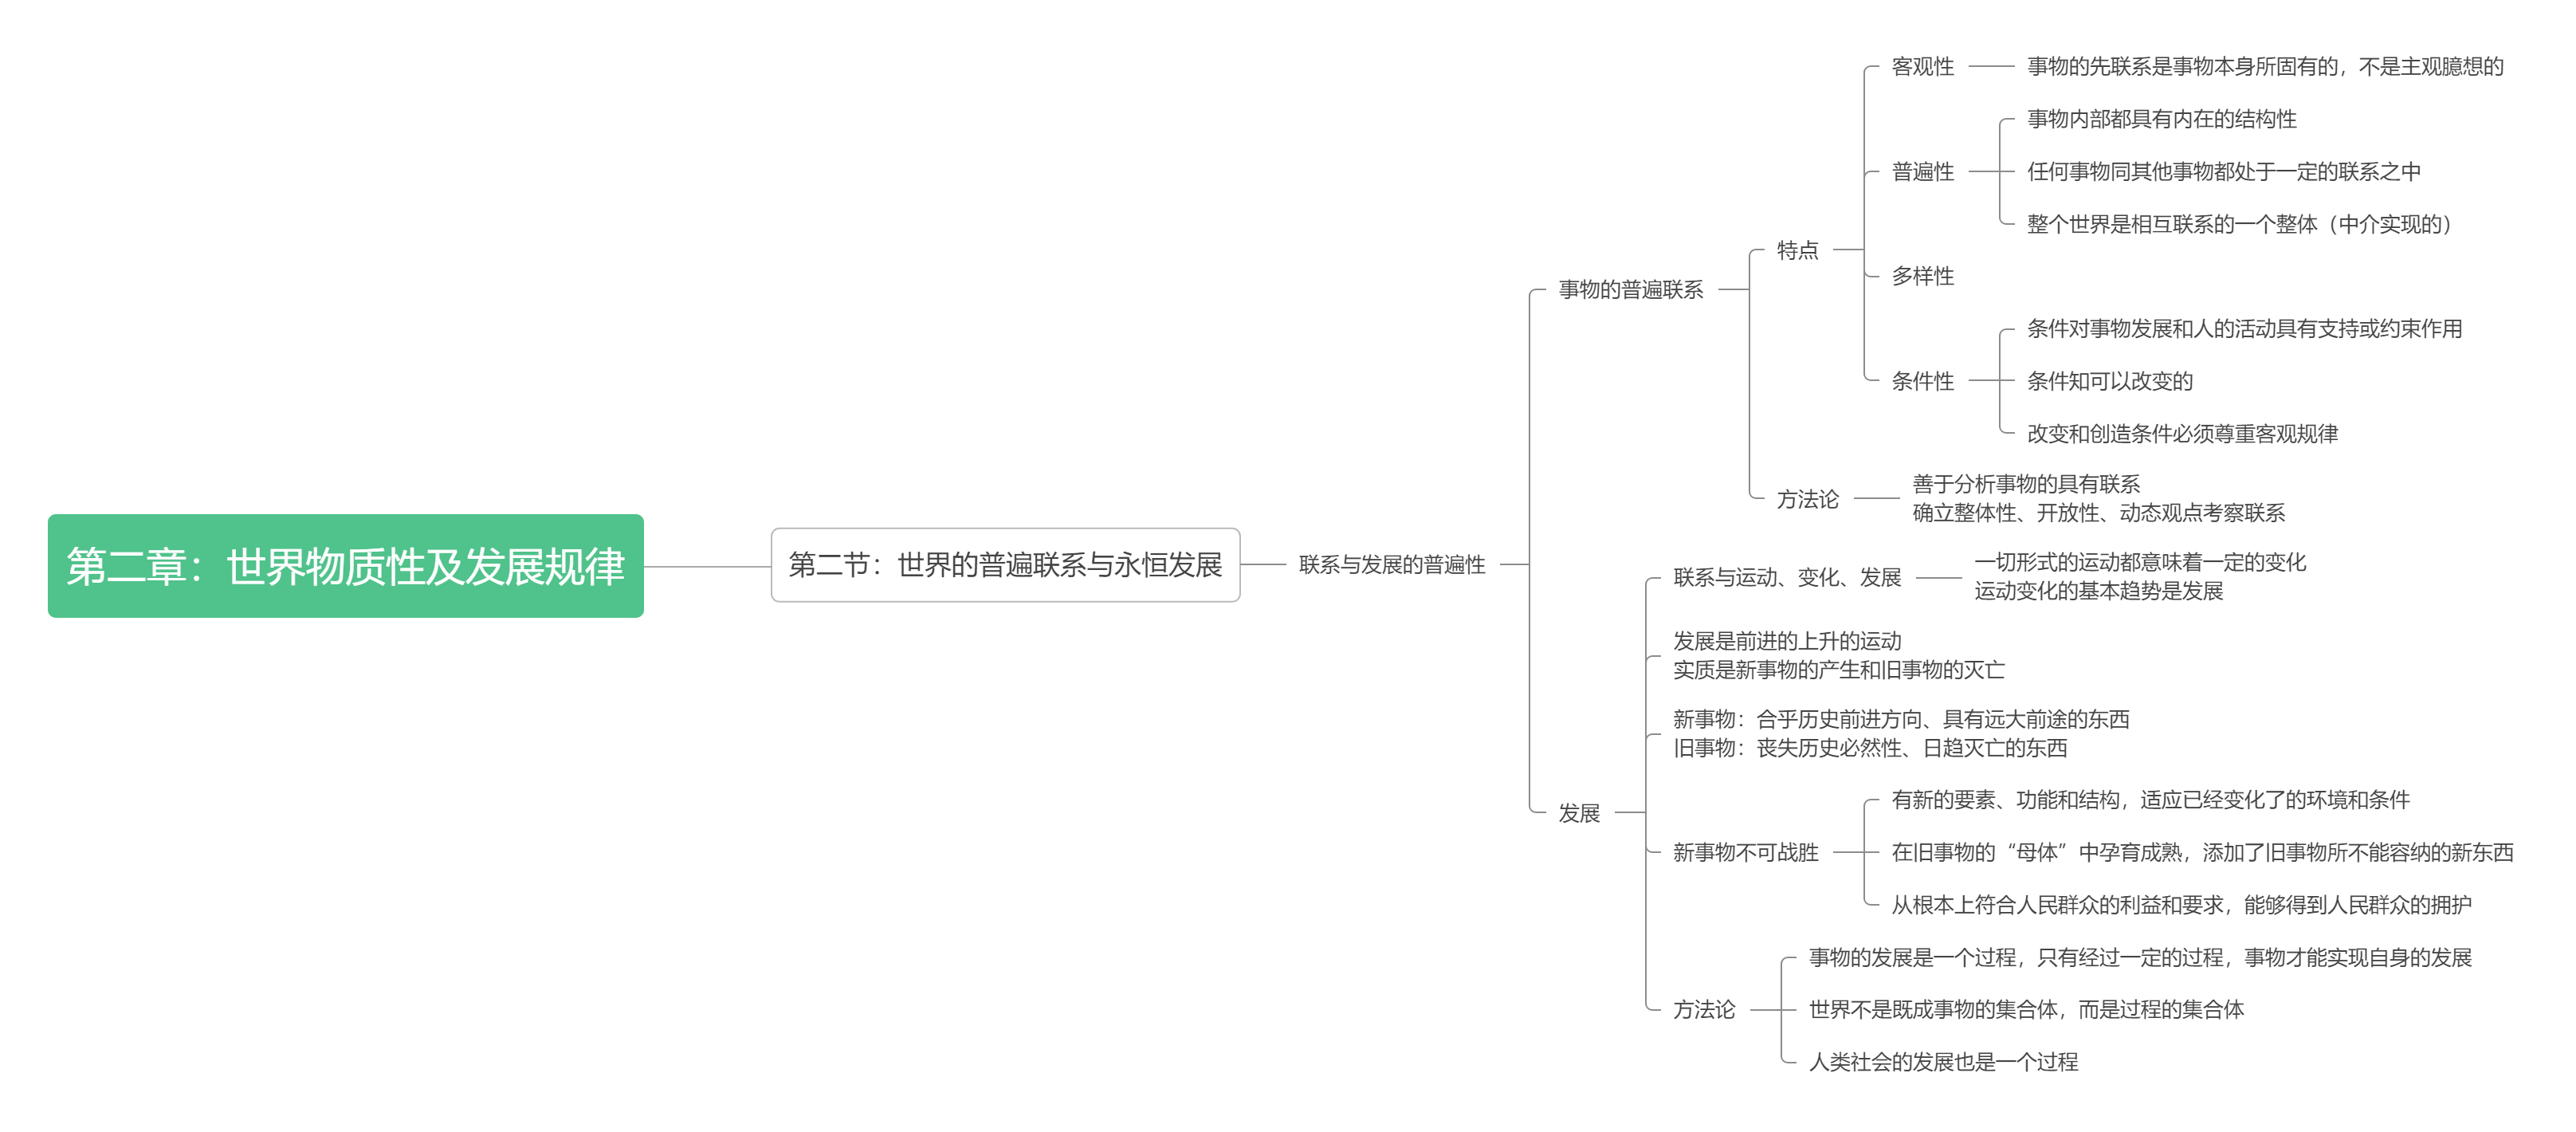 第二章：世界物质性及发展规律
第二节：世界的普遍联系与永恒发展
联系与发展的普遍性
事物的普遍联系
特点
客观性
事物的先联系是事物本身所固有的，不是主观臆想的
普遍性
事物内部都具有内在的结构性
任何事物同其他事物都处于一定的联系之中
整个世界是相互联系的一个整体（中介实现的）
多样性
条件性
条件对事物发展和人的活动具有支持或约束作用
条件知可以改变的
改变和创造条件必须尊重客观规律
方法论
善于分析事物的具有联系
确立整体性、开放性、动态观点考察联系
发展
联系与运动、变化、发展
一切形式的运动都意味着一定的变化
运动变化的基本趋势是发展
发展是前进的上升的运动
实质是新事物的产生和旧事物的灭亡
新事物：合乎历史前进方向、具有远大前途的东西
旧事物：丧失历史必然性、日趋灭亡的东西
新事物不可战胜
有新的要素、功能和结构，适应已经变化了的环境和条件
在旧事物的“母体”中孕育成熟，添加了旧事物所不能容纳的新东西
从根本上符合人民群众的利益和要求，能够得到人民群众的拥护
方法论
事物的发展是一个过程，只有经过一定的过程，事物才能实现自身的发展
世界不是既成事物的集合体，而是过程的集合体
人类社会的发展也是一个过程